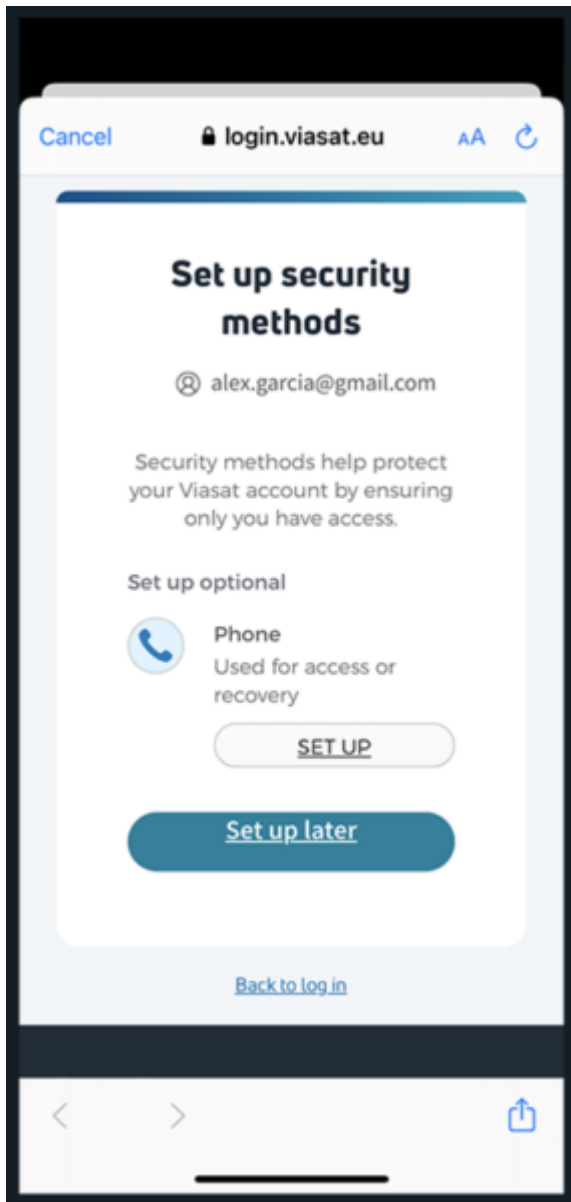 Cancel
login.viasat.eu
AA
Set up security
methods
alex.garcia@gmail.com
Security methods help protect
your Viasat account by ensuring
only you have access.
Set up optional
Phone
Used for access or
recovery
SET UP
Set up later
Back to log in